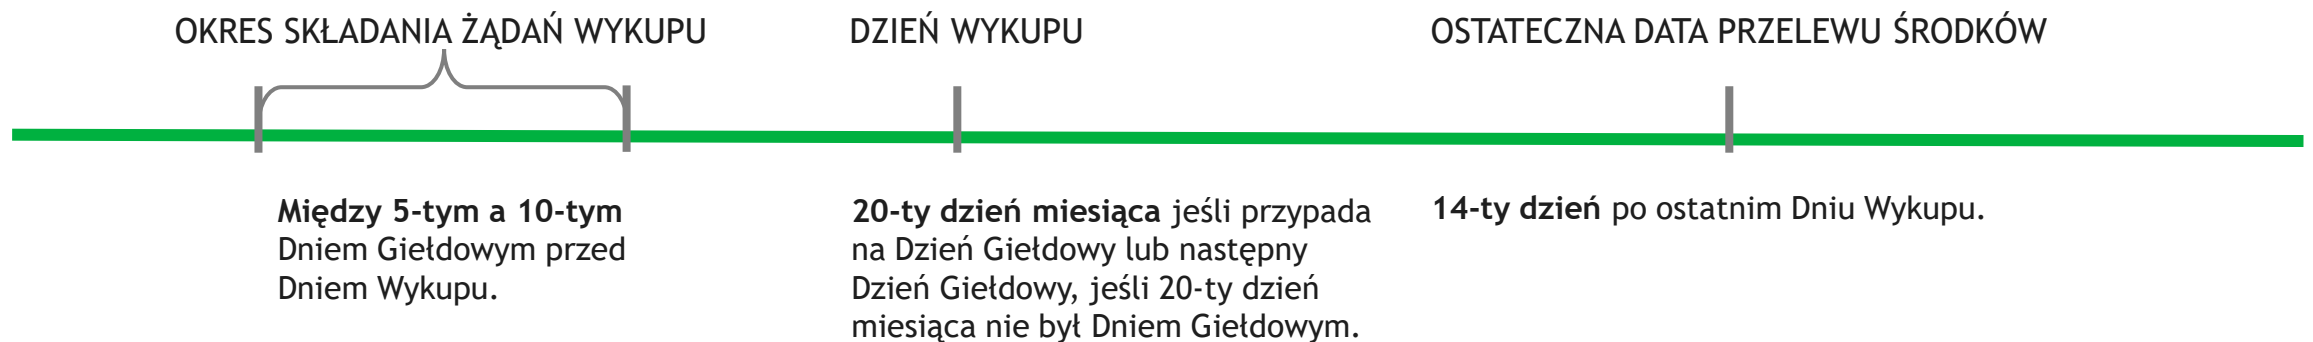 OKRES SKŁADANIA ŻĄDAŃ WYKUPU
Między 5-tym a 10-tym
Dniem Giełdowym przed
Dniem Wykupu.
DZIEŃ WYKUPU
20-ty dzień miesiąca jeśli przypada
na Dzień Giełdowy lub następny
Dzień Giełdowy, jeśli 20-ty dzień
miesiąca nie był Dniem Giełdowym.
OSTATECZNA DATA PRZELEWU ŚRODKÓW
14-ty dzień po ostatnim Dniu Wykupu.